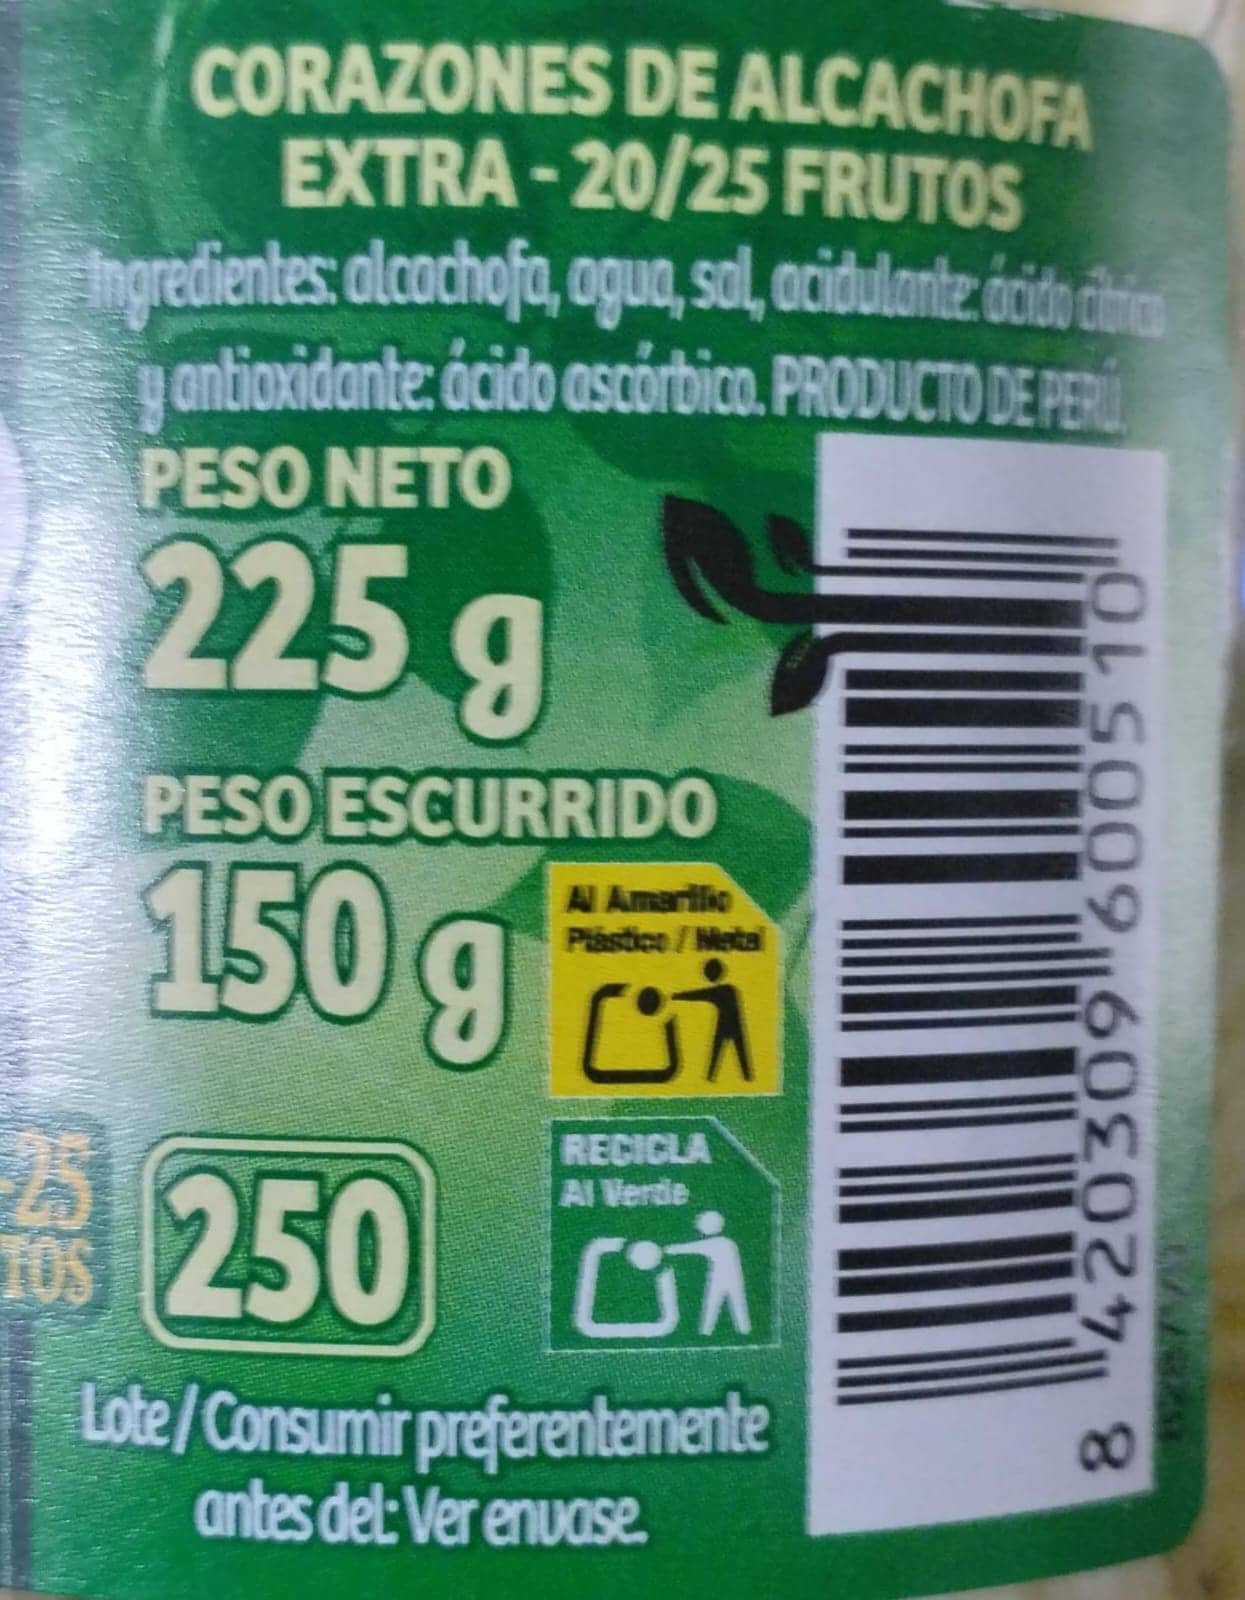 CORAZONES DE ALCACHOFA
EXTRA - 20/25 FRUTOS
Ingredientes: alcachofa, agua, sal, acidulante: ácido cítrico
y antioxidante: ácido ascórbico. PRODUCTO DE PERÚ.
PESO NETO
225 g
PESO ESCURRIDO
150 g
Al Amarillo
Plástico / Metal
-25
TOS
250
RECICLA
Al Verde
Lote/Consumir preferentemente
antes del: Ver envase.
8 420309 600510